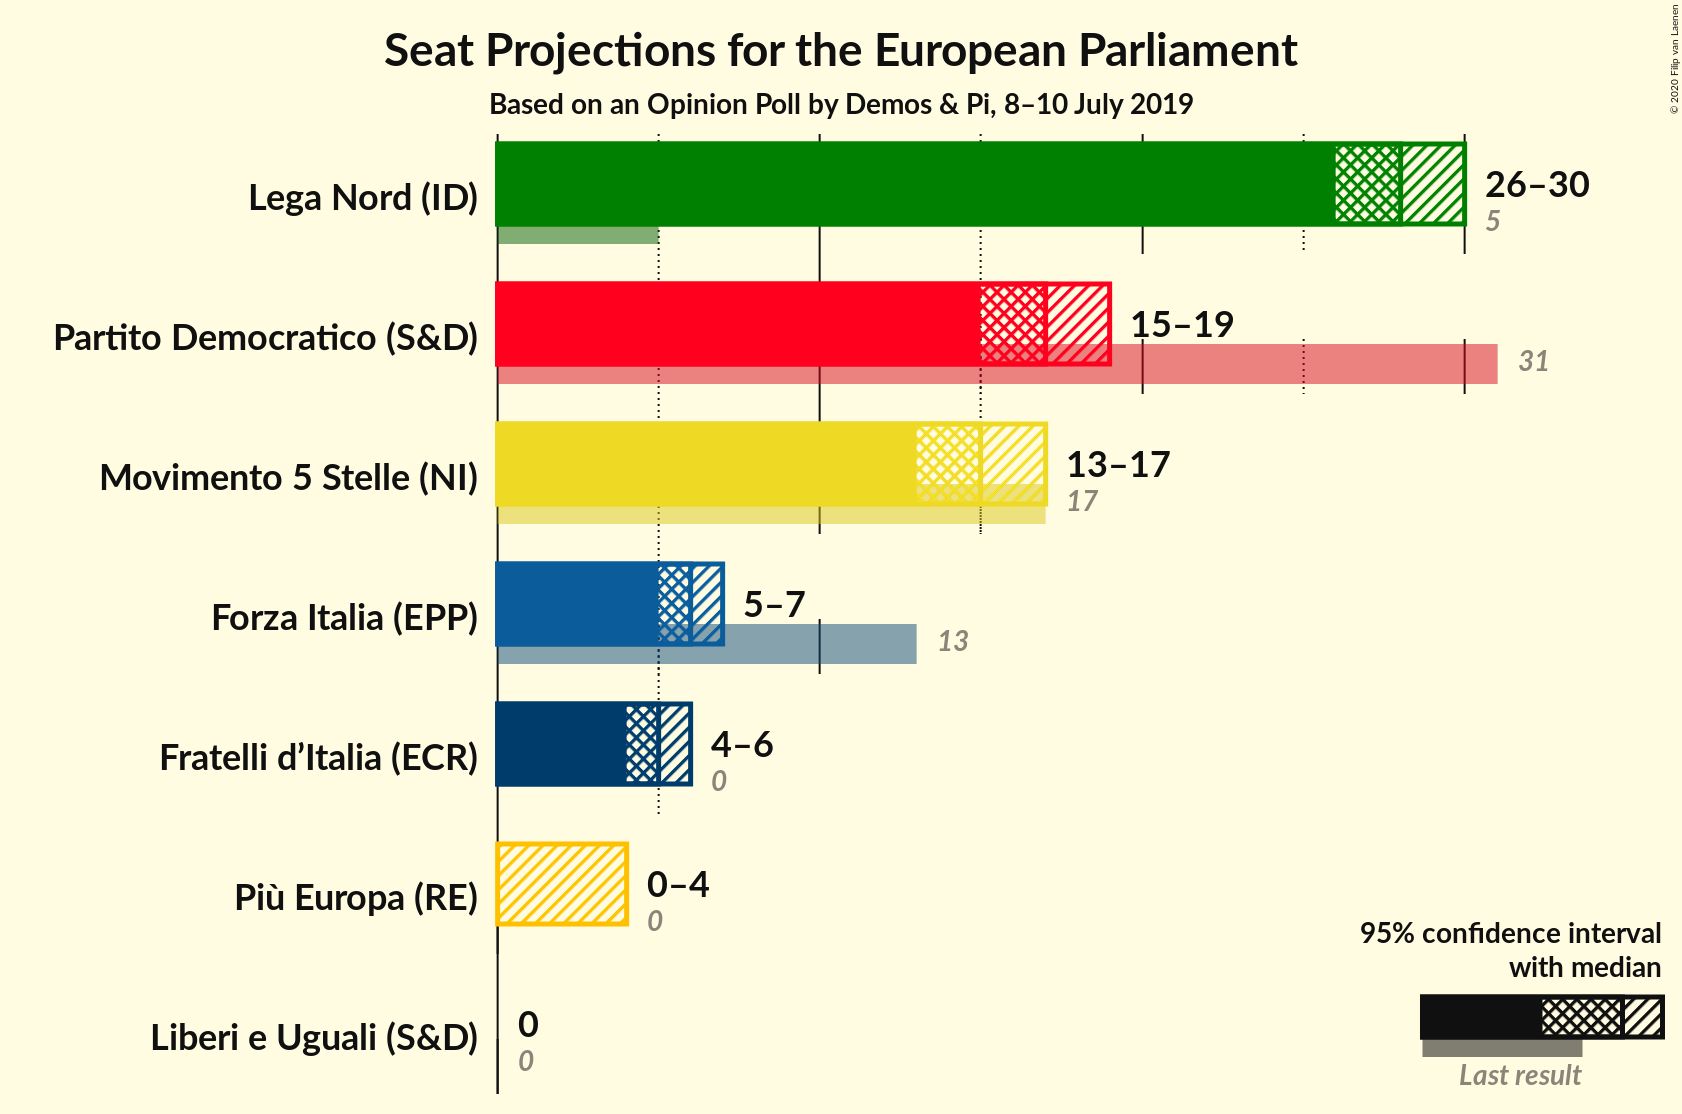 Seat Projections for the European Parliament
Based on an Opinion Poll by Demos & Pi, 8–10 July 2019
© 2020 Filip van Laenen
Lega Nord (ID)
26–30
5
Partito Democratico (S&D)
15–19
31
Movimento 5 Stelle (NI)
13–17
17
Forza Italia (EPP)
5–7
13
Fratelli d’Italia (ECR)
4–6
0
Più Europa (RE)
0–4
0
Liberi e Uguali (S&D)
0
0
95% confidence interval
with median
Last result